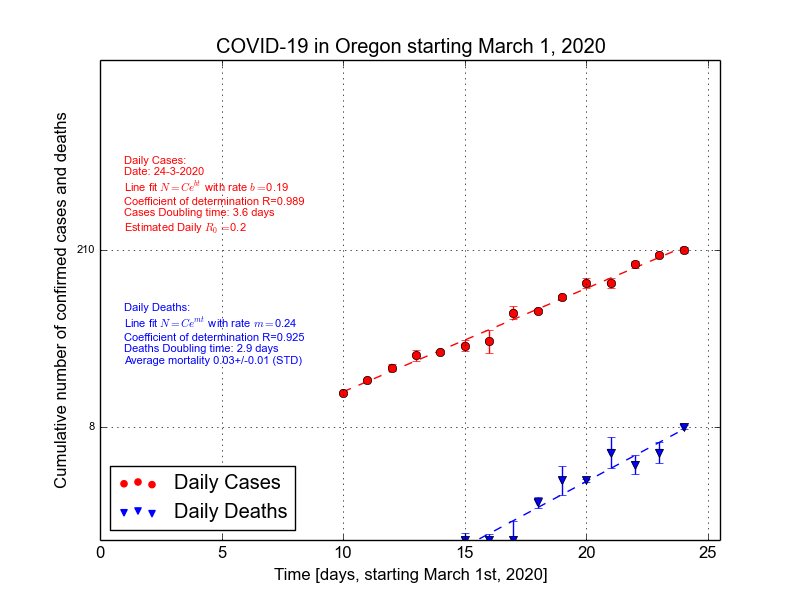 COVID-19 in Oregon starting March 1, 2020
Cumulative number of confirmed cases and deaths
Daily Cases:
Date: 24-3-2020
Line fit N = Ce^{bt} with rate b = 0.19
Coefficient of determination R=0.989
Cases Doubling time: 3.6 days
Estimated Daily R_0 = 0.2
210
Daily Deaths:
Line fit N = Ce^{mt} with rate m = 0.24
Coefficient of determination R=0.925
Deaths Doubling time: 2.9 days
Average mortality 0.03+/-0.01 (STD)
8
Daily Cases
Daily Deaths
0 5 10 15 20 25
Time [days, starting March 1st, 2020]